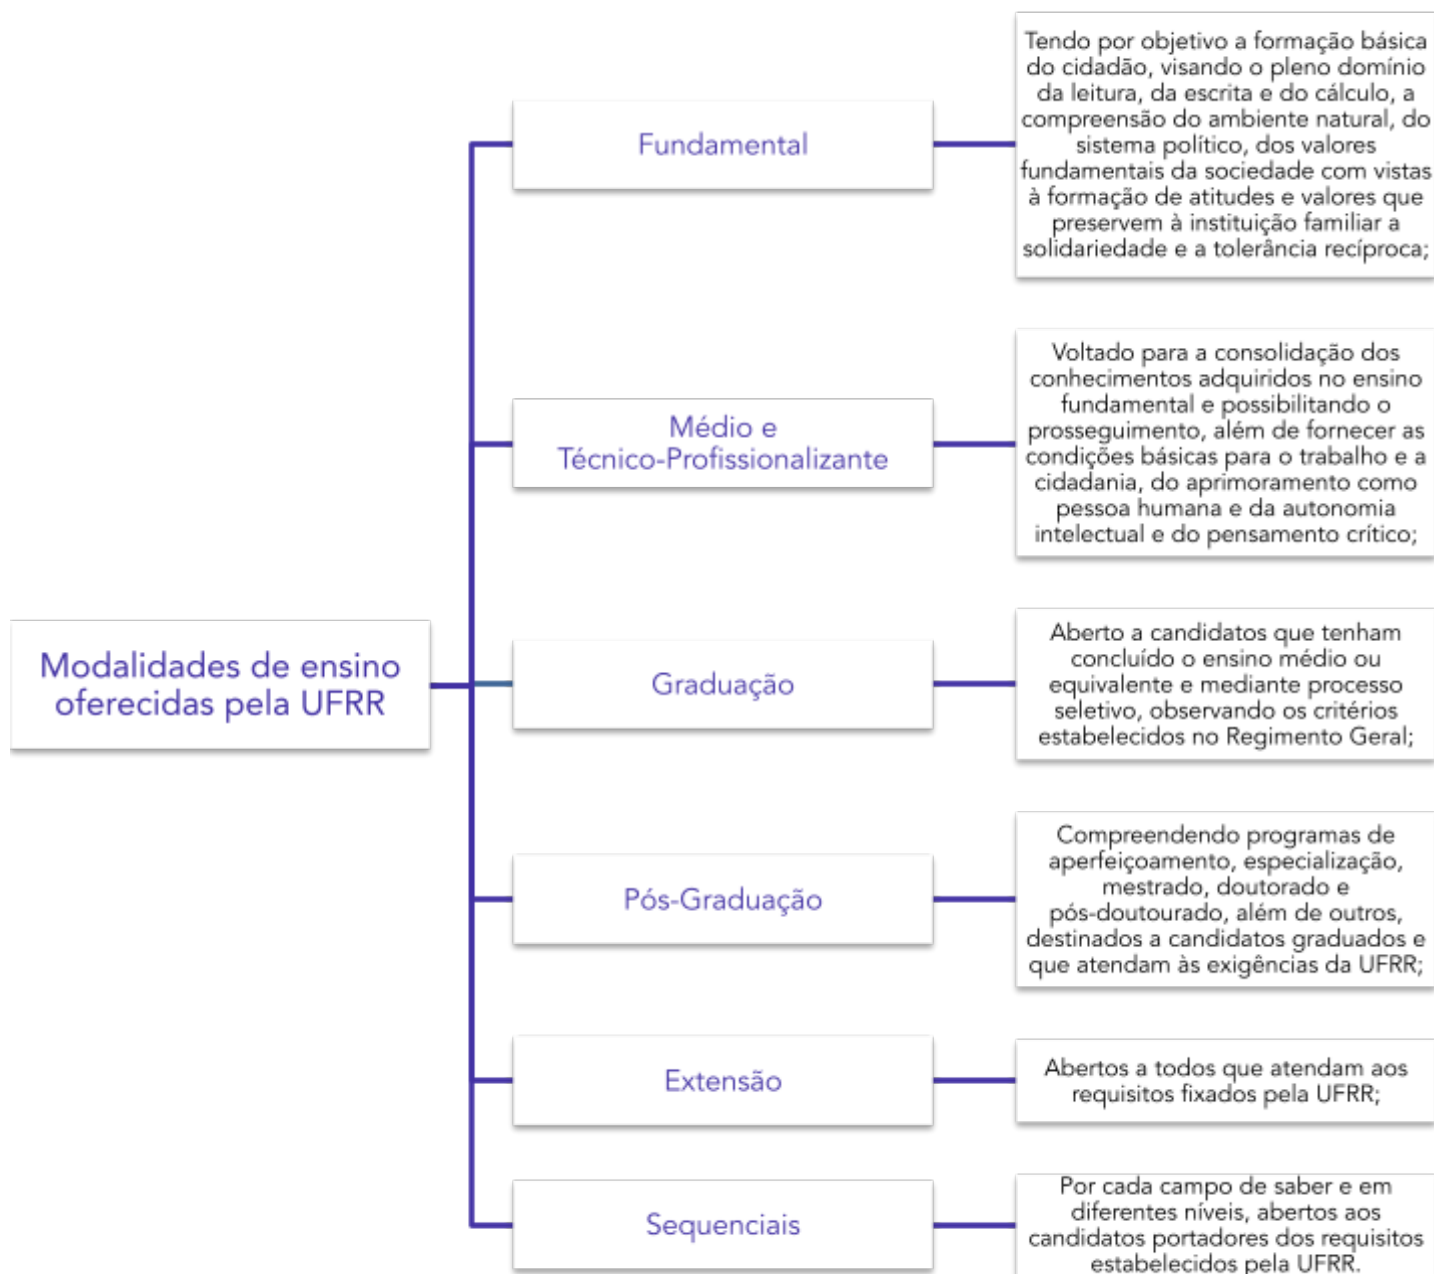 Modalidades de ensino
oferecidas pela UFRR
Fundamental
Tendo por objetivo a formação básica
do cidadão, visando o pleno domínio
da leitura, da escrita e do cálculo, a
compreensão do ambiente natural, do
sistema político, dos valores
fundamentais da sociedade com vistas
à formação de atitudes e valores que
preservem à instituição familiar a
solidariedade e a tolerância recíproca;
Médio e
Técnico-Profissionalizante
Voltado para a consolidação dos
conhecimentos adquiridos no ensino
fundamental e possibilitando o
prosseguimento, além de fornecer as
condições básicas para o trabalho e a
cidadania, do aprimoramento como
pessoa humana e da autonomia
intelectual e do pensamento crítico;
Graduação
Aberto a candidatos que tenham
concluído o ensino médio ou
equivalente e mediante processo
seletivo, observando os critérios
estabelecidos no Regimento Geral;
Pós-Graduação
Compreendendo programas de
aperfeiçoamento, especialização,
mestrado, doutorado e
pós-doutourado, além de outros,
destinados a candidatos graduados e
que atendam às exigências da UFRR;
Extensão
Abertos a todos que atendam aos
requisitos fixados pela UFRR;
Sequenciais
Por cada campo de saber e em
diferentes níveis, abertos aos
candidatos portadores dos requisitos
estabelecidos pela UFRR.